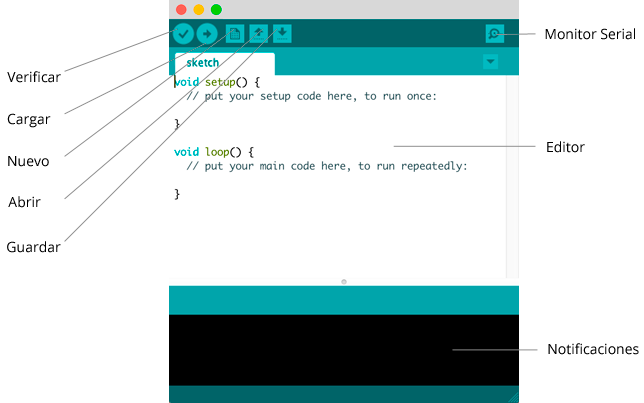 Verificar
Cargar
Nuevo
Abrir
Guardar
Monitor Serial
Editor
Notificaciones
sketch
void setup() {
// put your setup code here, to run once:
}
void loop() {
// put your main code here, to run repeatedly:
}